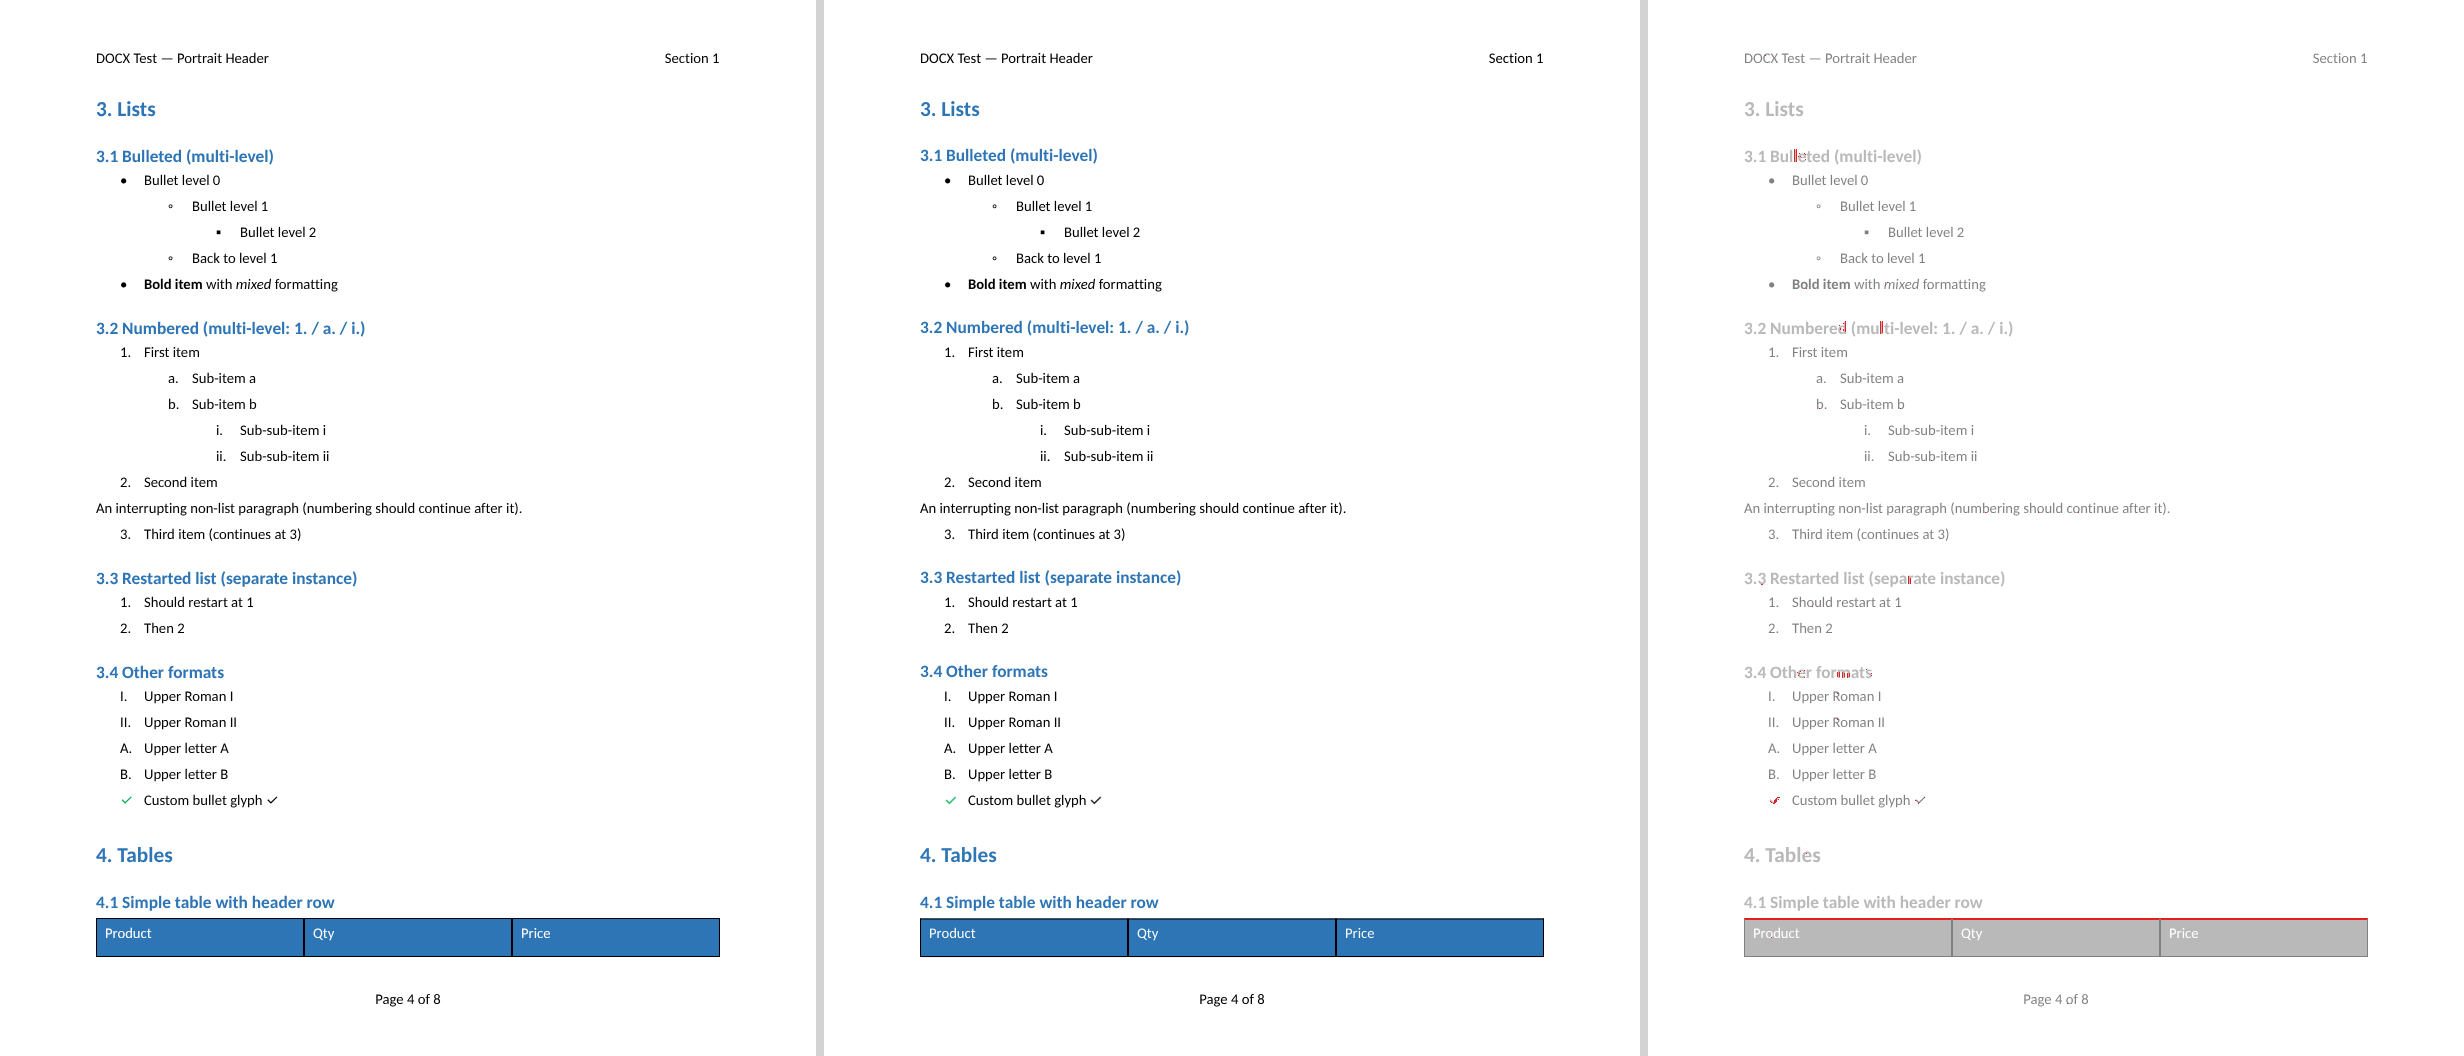 DOCX Test — Portrait Header Section 1
3. Lists
3.1 Bulleted (multi-level)
• Bullet level 0
◦ Bullet level 1
▪ Bullet level 2
◦ Back to level 1
• Bold item with mixed formatting
3.2 Numbered (multi-level: 1. / a. / i.)
1. First item
a. Sub-item a
b. Sub-item b
i. Sub-sub-item i
ii. Sub-sub-item ii
2. Second item
An interrupting non-list paragraph (numbering should continue after it).
3. Third item (continues at 3)
3.3 Restarted list (separate instance)
1. Should restart at 1
2. Then 2
3.4 Other formats
I. Upper Roman I
II. Upper Roman II
A. Upper letter A
B. Upper letter B
✓ Custom bullet glyph ✓
4. Tables
4.1 Simple table with header row
Product Qty Price
Page 4 of 8
DOCX Test — Portrait Header Section 1
3. Lists
3.1 Bulleted (multi-level)
• Bullet level 0
◦ Bullet level 1
▪ Bullet level 2
◦ Back to level 1
• Bold item with mixed formatting
3.2 Numbered (multi-level: 1. / a. / i.)
1. First item
a. Sub-item a
b. Sub-item b
i. Sub-sub-item i
ii. Sub-sub-item ii
2. Second item
An interrupting non-list paragraph (numbering should continue after it).
3. Third item (continues at 3)
3.3 Restarted list (separate instance)
1. Should restart at 1
2. Then 2
3.4 Other formats
I. Upper Roman I
II. Upper Roman II
A. Upper letter A
B. Upper letter B
✓ Custom bullet glyph ✓
4. Tables
4.1 Simple table with header row
Product Qty Price
Page 4 of 8
DOCX Test — Portrait Header Section 1
3. Lists
3.1 Bulleted (multi-level)
• Bullet level 0
◦ Bullet level 1
▪ Bullet level 2
◦ Back to level 1
• Bold item with mixed formatting
3.2 Numbered (multi-level: 1. / a. / i.)
1. First item
a. Sub-item a
b. Sub-item b
i. Sub-sub-item i
ii. Sub-sub-item ii
2. Second item
An interrupting non-list paragraph (numbering should continue after it).
3. Third item (continues at 3)
3.3 Restarted list (separate instance)
1. Should restart at 1
2. Then 2
3.4 Other formats
I. Upper Roman I
II. Upper Roman II
A. Upper letter A
B. Upper letter B
✓ Custom bullet glyph ✓
4. Tables
4.1 Simple table with header row
Product Qty Price
Page 4 of 8